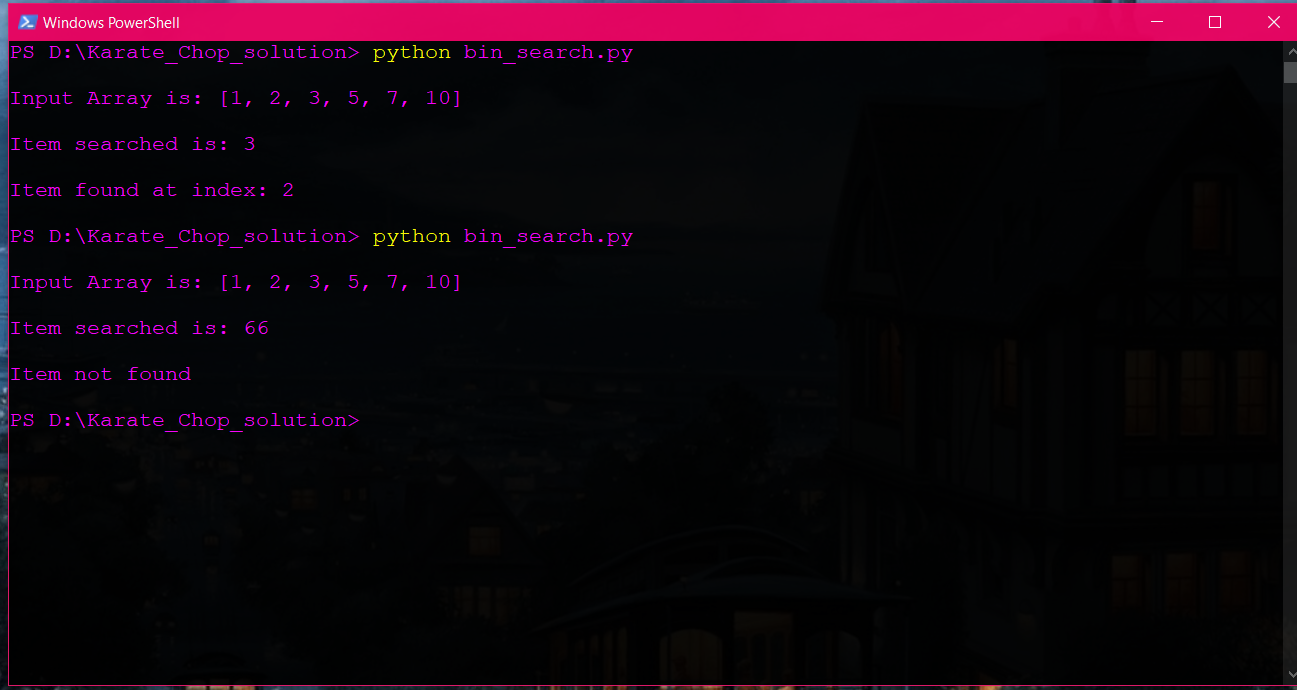 Windows PowerShell
PS D:\Karate_Chop_solution> python bin_search.py
Input Array is: [1, 2, 3, 5, 7, 10]
Item searched is: 3
Item found at index: 2
PS D:\Karate_Chop_solution> python bin_search.py
Input Array is: [1, 2, 3, 5, 7, 10]
Item searched is: 66
Item not found
PS D:\Karate_Chop_solution>